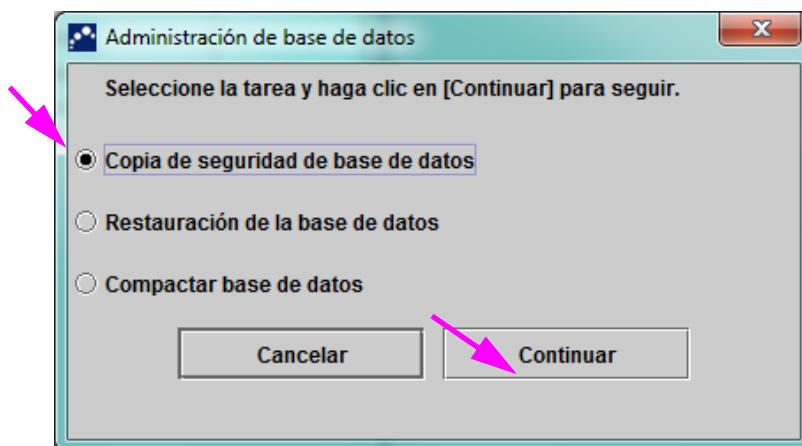 Administración de base de datos
Seleccione la tarea y haga clic en [Continuar] para seguir.
Copia de seguridad de base de datos
Restauración de la base de datos
Compactar base de datos
Cancelar Continuar